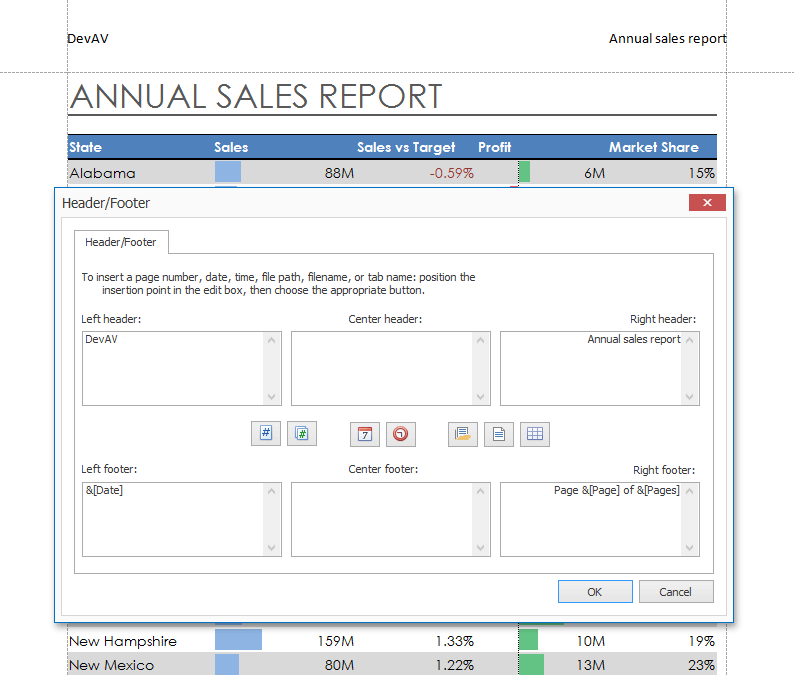 DevAV Annual sales report
ANNUAL SALES REPORT
State Sales Sales vs Target Profit Market Share
Alabama 88M -0.59% 6M 15%
Header/Footer
Header/Footer
To insert a page number, date, time, file path, filename, or tab name: position the
insertion point in the edit box, then choose the appropriate button.
Left header: Center header: Right header:
DevAV Annual sales report
# # 7
Left footer: Center footer: Right footer:
&[Date] Page &[Page] of &[Pages]
OK Cancel
New Hampshire 159M 1.33% 10M 19%
New Mexico 80M 1.22% 13M 23%